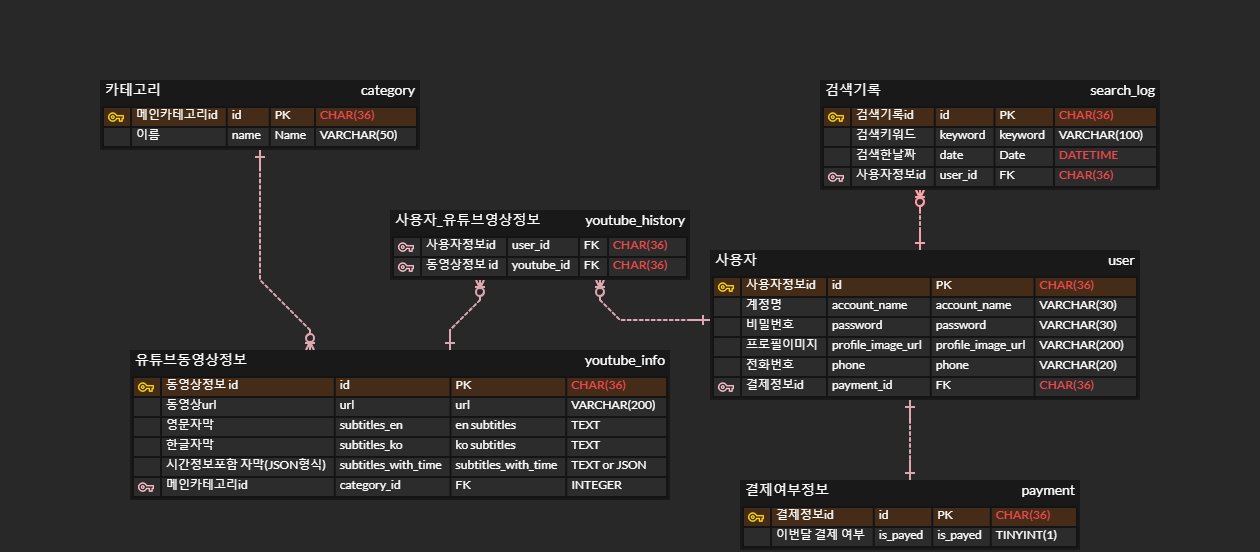 카테고리 category
메인카테고리id id PK CHAR(36)
이름 name Name VARCHAR(50)
검색기록 search_log
검색기록id id PK CHAR(36)
검색키워드 keyword keyword VARCHAR(100)
검색한날짜 date Date DATETIME
사용자정보id user_id FK CHAR(36)
사용자_유튜브영상정보 youtube_history
사용자정보id user_id FK CHAR(36)
동영상정보 id youtube_id FK CHAR(36)
사용자 user
사용자정보id id PK CHAR(36)
계정명 account_name account_name VARCHAR(30)
비밀번호 password password VARCHAR(30)
프로필이미지 profile_image_url profile_image_url VARCHAR(200)
전화번호 phone phone VARCHAR(20)
결제정보id payment_id FK CHAR(36)
유튜브동영상정보 youtube_info
동영상정보 id id PK CHAR(36)
동영상url url url VARCHAR(200)
영문자막 subtitles_en en subtitles TEXT
한글자막 subtitles_ko ko subtitles TEXT
시간정보포함 자막(JSON형식) subtitles_with_time subtitles_with_time TEXT or JSON
메인카테고리id category_id FK INTEGER
결제여부정보 payment
결제정보id id PK CHAR(36)
이번달 결제 여부 is_payed is_payed TINYINT(1)